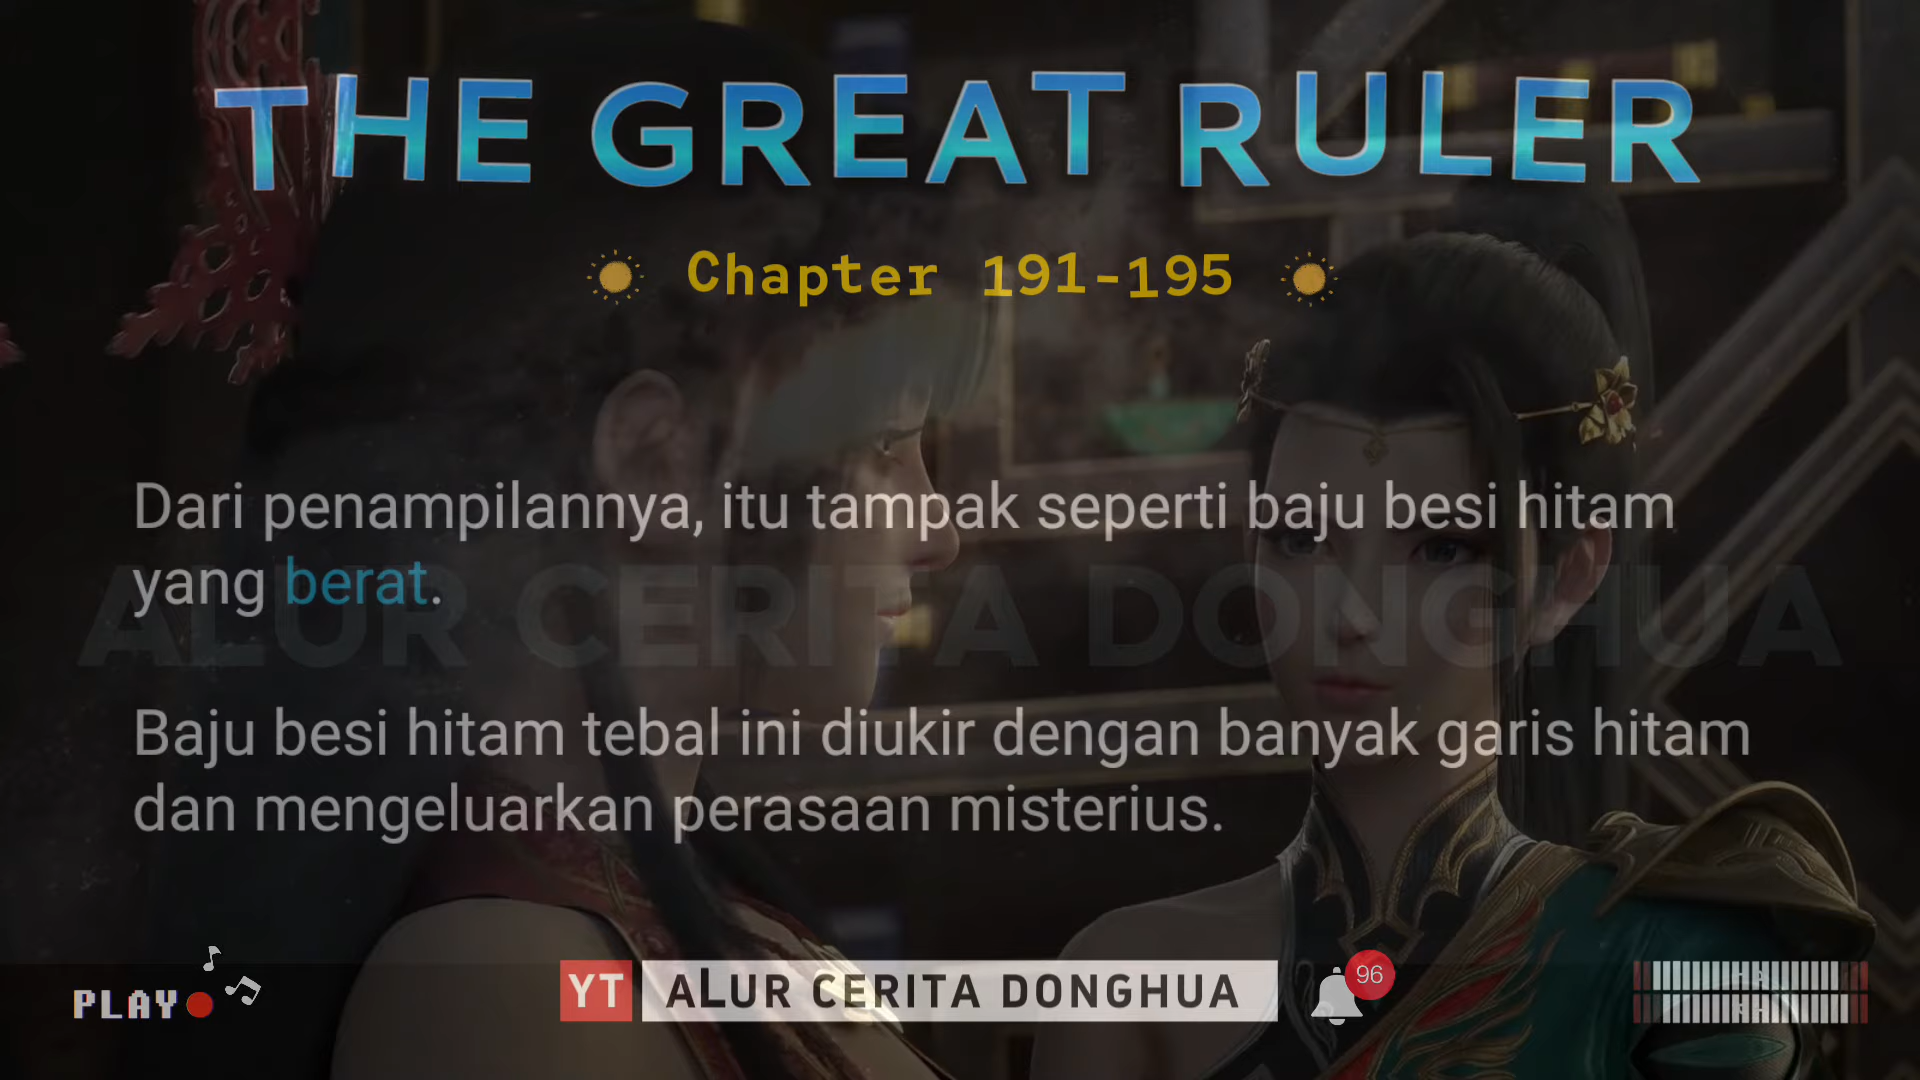 THE GREAT RULER
Chapter 191-195
Dari penampilannya, itu tampak seperti baju besi hitam
yang berat.
ALUR CERITA DONGHUA
Baju besi hitam tebal ini diukir dengan banyak garis hitam
dan mengeluarkan perasaan misterius.
PLAY
YT ALUR CERITA DONGHUA
96